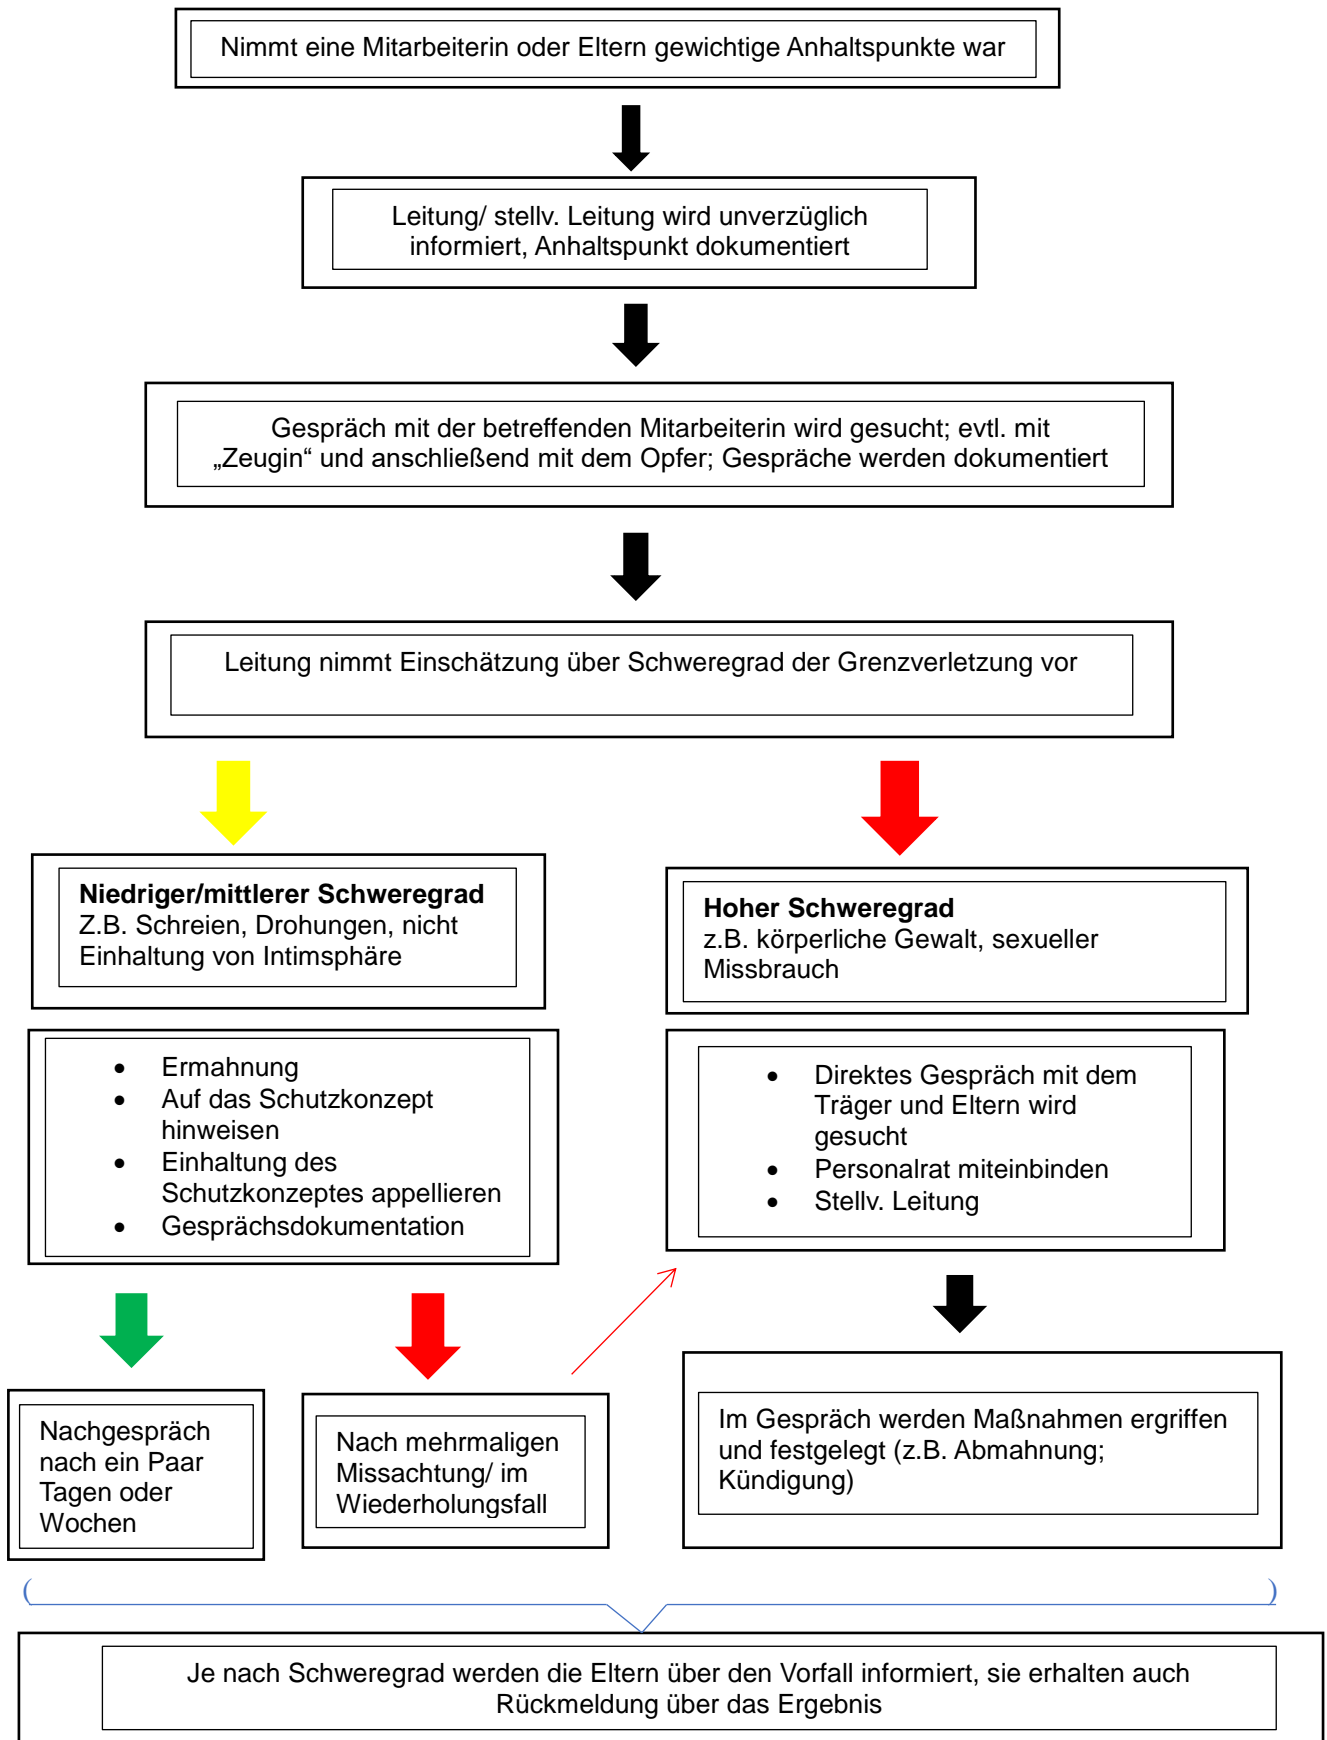 Nimmt eine Mitarbeiterin oder Eltern gewichtige Anhaltspunkte war
Leitung/ stellv. Leitung wird unverzüglich
informiert, Anhaltspunkt dokumentiert
Gespräch mit der betreffenden Mitarbeiterin wird gesucht; evtl. mit
„Zeugin“ und anschließend mit dem Opfer; Gespräche werden dokumentiert
Leitung nimmt Einschätzung über Schweregrad der Grenzverletzung vor
Niedriger/mittlerer Schweregrad
Z.B. Schreien, Drohungen, nicht
Einhaltung von Intimsphäre
Hoher Schweregrad
z.B. körperliche Gewalt, sexueller
Missbrauch
• Ermahnung
• Auf das Schutzkonzept
hinweisen
• Einhaltung des
Schutzkonzeptes appellieren
• Gesprächsdokumentation
• Direktes Gespräch mit dem
Träger und Eltern wird
gesucht
• Personalrat miteinbinden
• Stellv. Leitung
Nachgespräch
nach ein Paar
Tagen oder
Wochen
Nach mehrmaligen
Missachtung/ im
Wiederholungsfall
Im Gespräch werden Maßnahmen ergriffen
und festgelegt (z.B. Abmahnung;
Kündigung)
Je nach Schweregrad werden die Eltern über den Vorfall informiert, sie erhalten auch
Rückmeldung über das Ergebnis